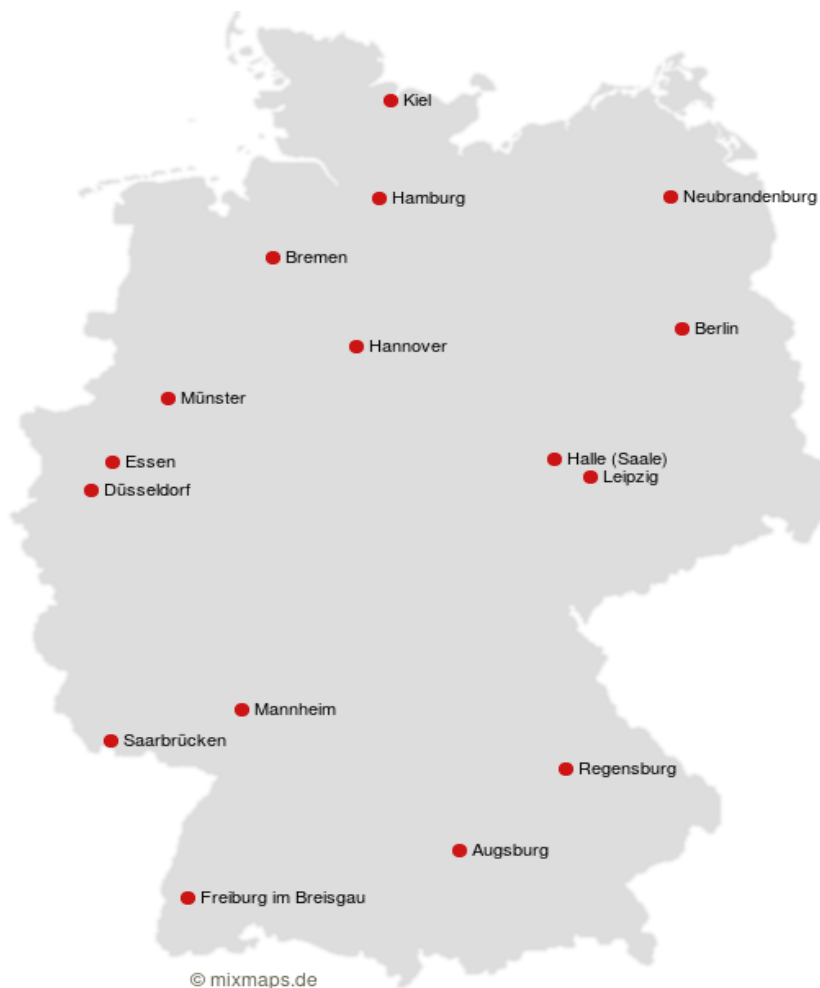 Kiel
Hamburg
Neubrandenburg
Bremen
Berlin
Hannover
Münster
Essen
Halle (Saale)
Leipzig
Düsseldorf
Mannheim
Saarbrücken
Regensburg
Augsburg
Freiburg im Breisgau
© mixmaps.de